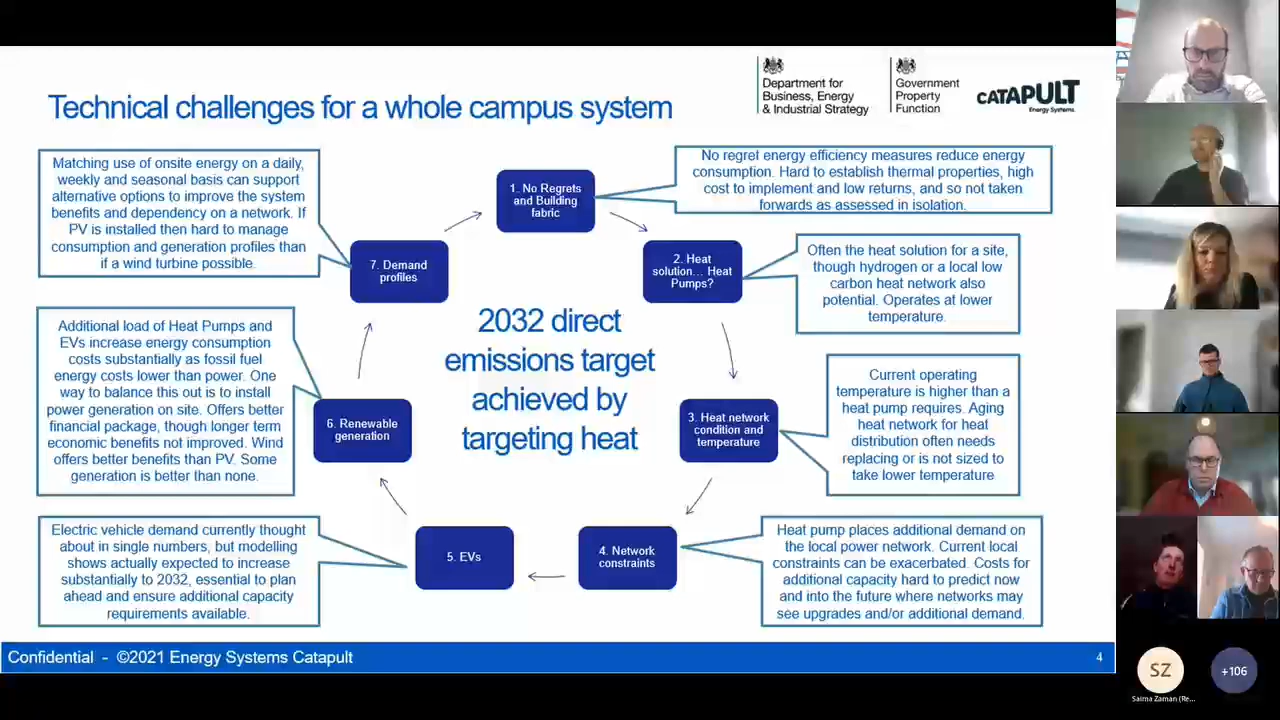 Technical challenges for a whole campus system
Department for
Business, Energy
& Industrial Strategy
Government
Property
Function
CATAPULT
Energy Systems
Matching use of onsite energy on a daily,
weekly and seasonal basis can support
alternative options to improve the system
benefits and dependency on a network. If
PV is installed then hard to manage
consumption and generation profiles than
if a wind turbine possible.
1. No Regrets
and Building
fabric
No regret energy efficiency measures reduce energy
consumption. Hard to establish thermal properties, high
cost to implement and low returns, and so not taken
forwards as assessed in isolation.
7. Demand
profiles
2. Heat
solution... Heat
Pumps?
Often the heat solution for a site,
though hydrogen or a local low
carbon heat network also
potential. Operates at lower
temperature.
2032 direct
emissions target
achieved by
targeting heat
Additional load of Heat Pumps and
EVs increase energy consumption
costs substantially as fossil fuel
energy costs lower than power. One
way to balance this out is to install
power generation on site. Offers better
financial package, though longer term
economic benefits not improved. Wind
offers better benefits than PV. Some
generation is better than none.
6. Renewable
generation
3. Heat network
condition and
temperature
Current operating
temperature is higher than a
heat pump requires. Aging
heat network for heat
distribution often needs
replacing or is not sized to
take lower temperature
Electric vehicle demand currently thought
about in single numbers, but modelling
shows actually expected to increase
substantially to 2032, essential to plan
ahead and ensure additional capacity
requirements available.
5. EVs
4. Network
constraints
Heat pump places additional demand on
the local power network. Current local
constraints can be exacerbated. Costs for
additional capacity hard to predict now
and into the future where networks may
see upgrades and/or additional demand.
Confidential - ©2021 Energy Systems Catapult
4
SZ
+106
Saima Zaman (Re...